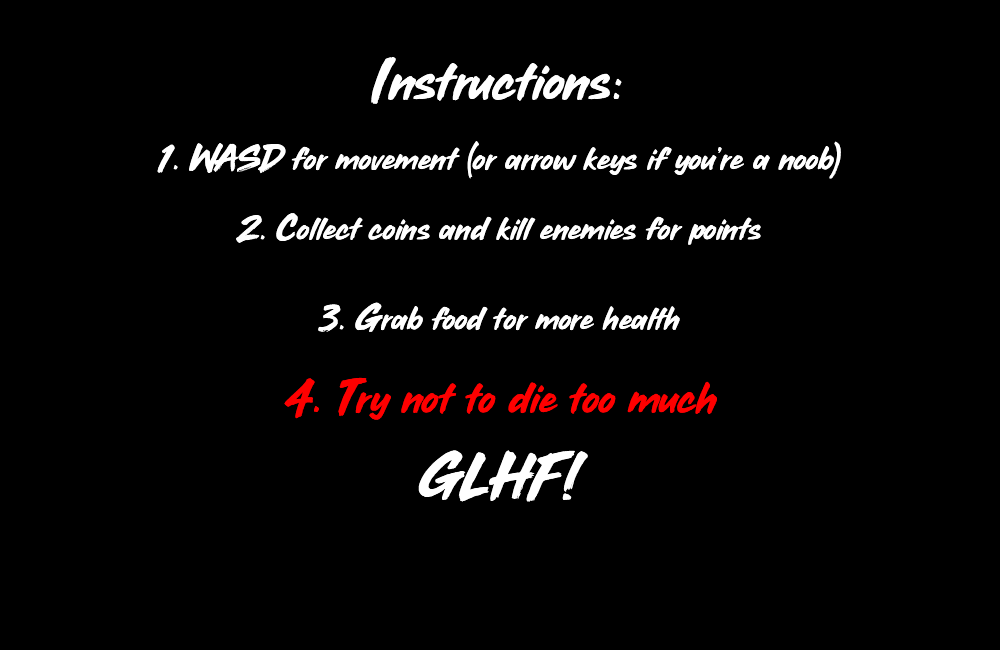 Instructions:
1. WASD for movement (or arrow keys if you're a noob)
2. Collect coins and kill enemies for points
3. Grab food tor more health
4. Try not to die too much
GLHF!